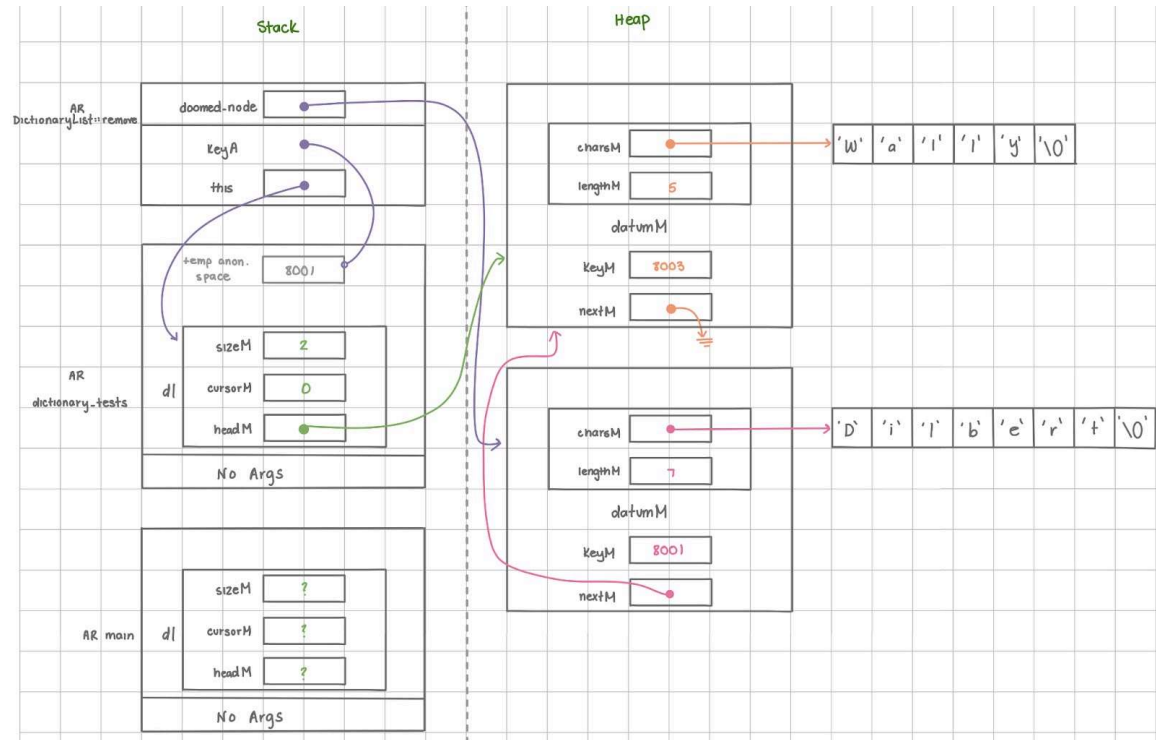 Stack
Heap
AR
DictionaryList::remove
doomed-node
KeyA
this
temp anon.
space
8001
AR
dictionary_tests
dl
sizeM
2
cursorM
0
headM
No Args
AR main
dl
sizeM
?
cursorM
?
headM
?
No Args
charsM
'W' 'a' 'l' 'l' 'y' '\0'
lengthM
5
datumM
KeyM
8003
nextM
charsM
'D' 'i' 'l' 'b' 'e' 'r' 't' '\0'
lengthM
7
datumM
KeyM
8001
nextM